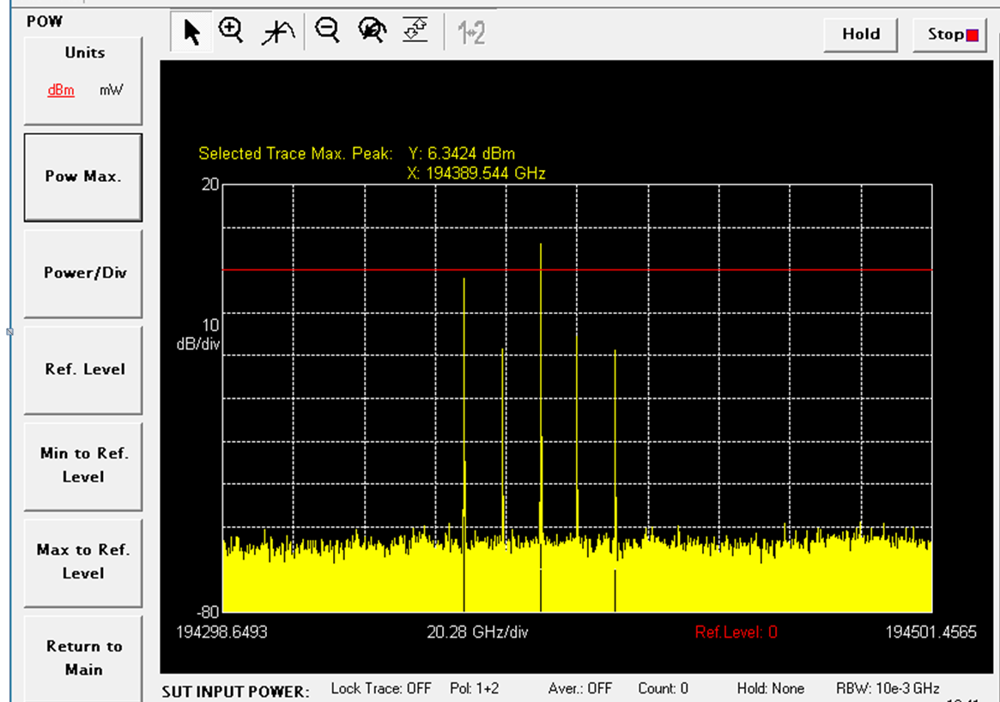 POW
Units
dBm mW
Pow Max.
Power/Div
Ref. Level
Min to Ref.
Level
Max to Ref.
Level
Return to
Main
1↔2
Hold
Stop
Selected Trace Max. Peak: Y: 6.3424 dBm
X: 194389.544 GHz
20
10
dB/div
-80
194298.6493 20.28 GHz/div Ref.Level: 0 194501.4565
SUT INPUT POWER: Lock Trace: OFF Pol: 1+2 Aver.: OFF Count: 0 Hold: None RBW: 10e-3 GHz